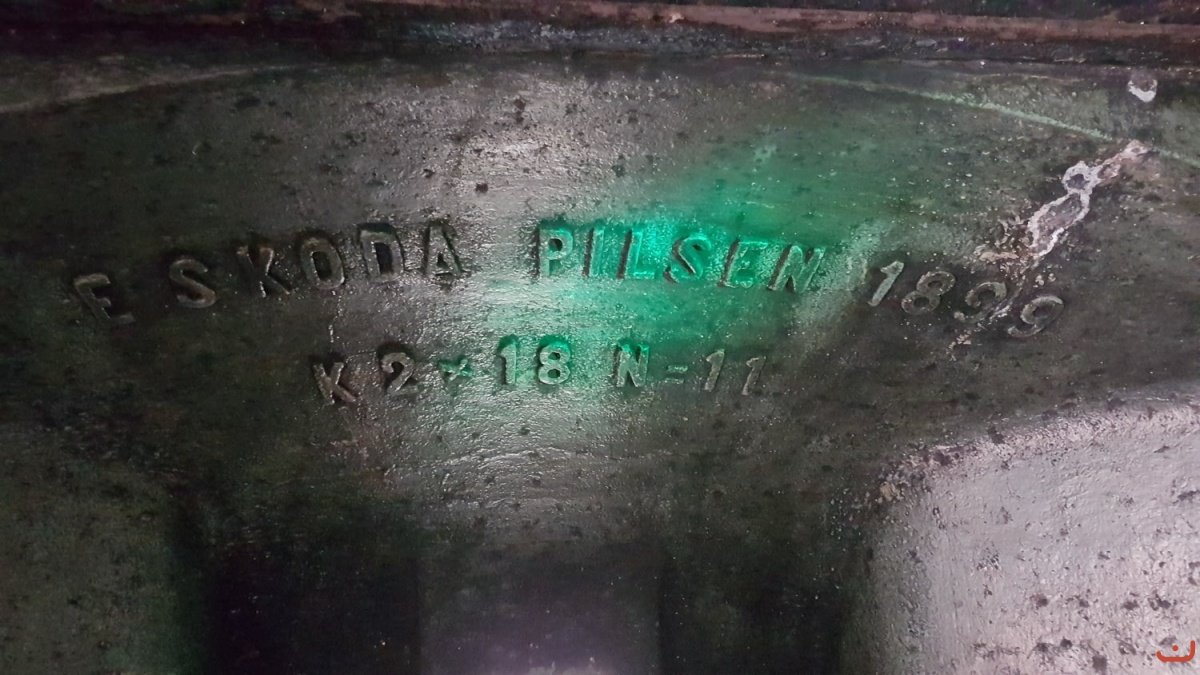 E SKODA PILSEN 1899
K 2 × 18 N = 11